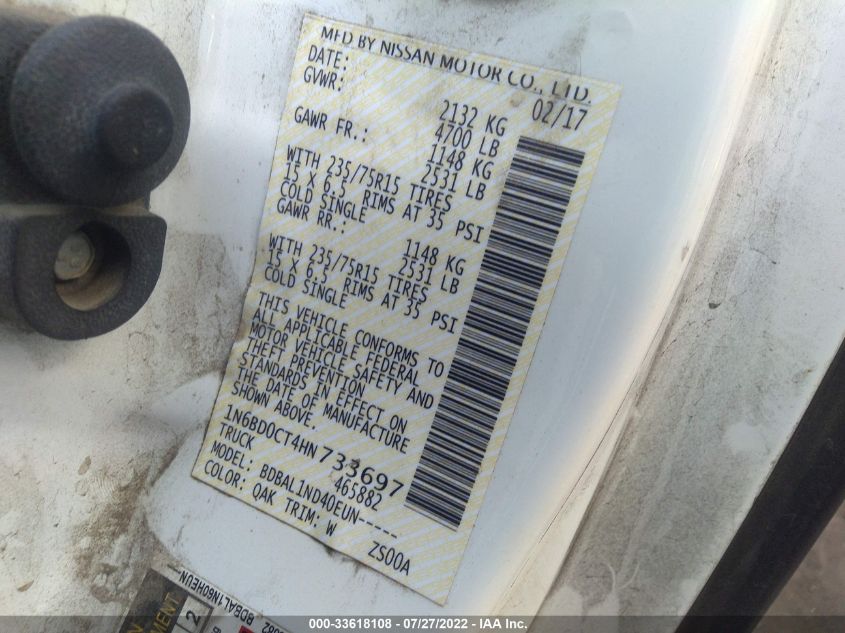 MFD BY NISSAN MOTOR CO., LTD.
DATE: 02/17
GVWR: 2132 KG
4700 LB
GAWR FR.: 1148 KG
2531 LB
WITH 235/75R15 TIRES
15 X 6.5 RIMS AT 35 PSI
COLD SINGLE
GAWR RR.: 1148 KG
2531 LB
WITH 235/75R15 TIRES
15 X 6.5 RIMS AT 35 PSI
COLD SINGLE
THIS VEHICLE CONFORMS TO
ALL APPLICABLE FEDERAL
MOTOR VEHICLE SAFETY AND
THEFT PREVENTION
STANDARDS IN EFFECT ON
THE DATE OF MANUFACTURE
SHOWN ABOVE.
1N6BD0CT4HN733697
TRUCK 465882
MODEL: BDBAL1ND40EUN-----
COLOR: QAK TRIM: W ZS00A
BDBAL1N60HEUN
2
000-33618108 - 07/27/2022 - © IAA Inc.